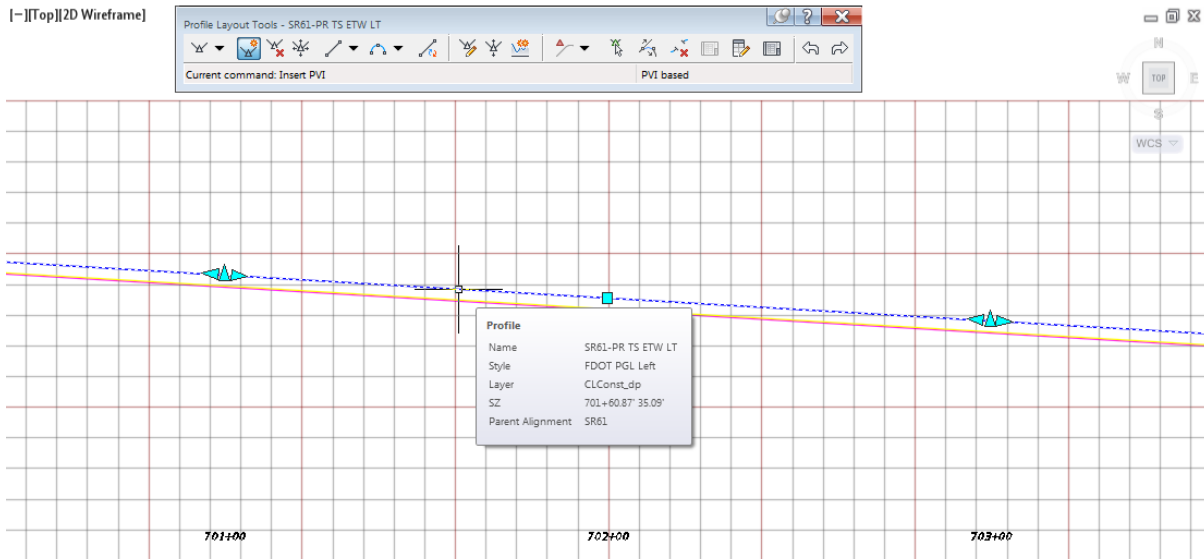 [−][Top][2D Wireframe]
Profile Layout Tools - SR61-PR TS ETW LT
Current command: Insert PVI PVI based
N
W TOP E
S
WCS
Profile
Name SR61-PR TS ETW LT
Style FDOT PGL Left
Layer CLConst_dp
SZ 701+60.87' 35.09'
Parent Alignment SR61
701+00 702+00 703+00